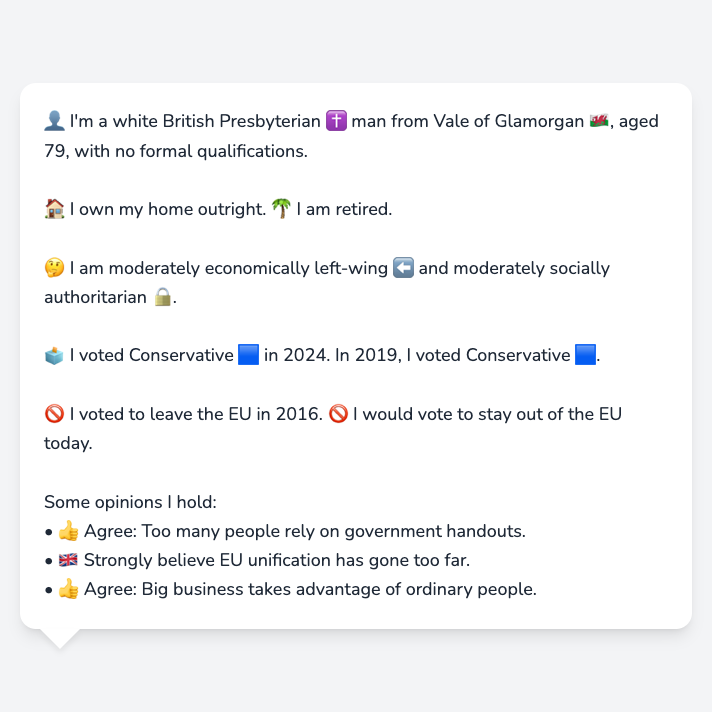 👤 I'm a white British Presbyterian ✝️ man from Vale of Glamorgan 🏴󠁧󠁢󠁷󠁬󠁳󠁿, aged
79, with no formal qualifications.
🏠 I own my home outright. 🌴 I am retired.
🤔 I am moderately economically left-wing ⬅️ and moderately socially
authoritarian 🔒.
🗳️ I voted Conservative 🟦 in 2024. In 2019, I voted Conservative 🟦.
🚫 I voted to leave the EU in 2016. 🚫 I would vote to stay out of the EU
today.
Some opinions I hold:
• 👍 Agree: Too many people rely on government handouts.
• 🇬🇧 Strongly believe EU unification has gone too far.
• 👍 Agree: Big business takes advantage of ordinary people.